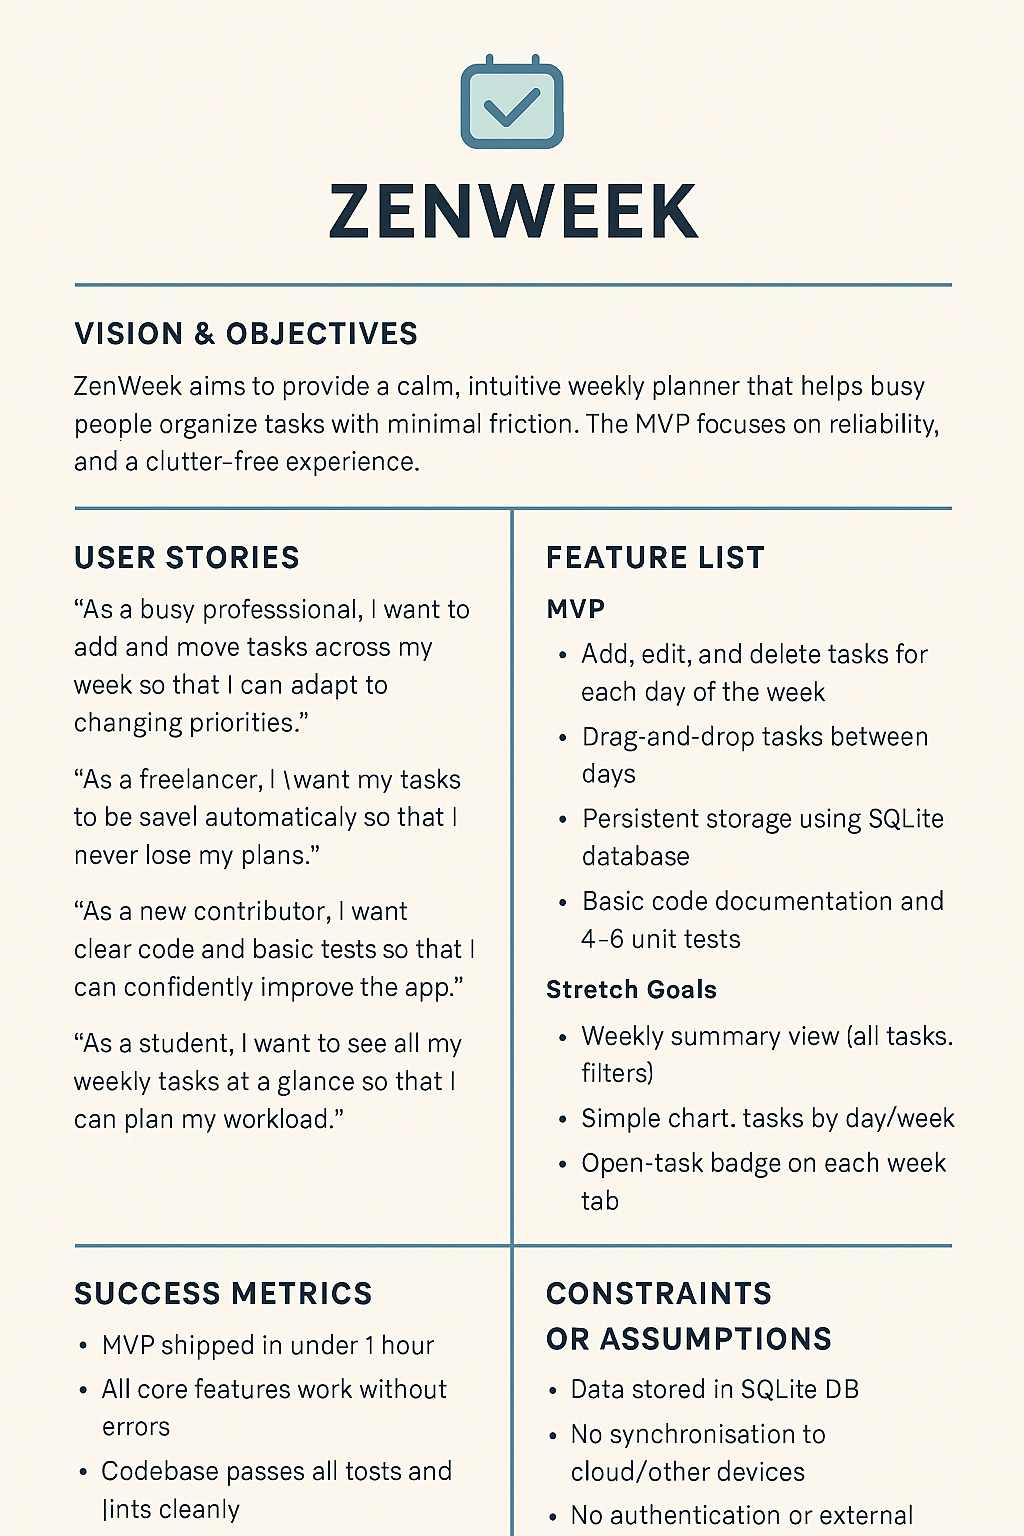 ZENWEEK
VISION & OBJECTIVES
ZenWeek aims to provide a calm, intuitive weekly planner that helps busy
people organize tasks with minimal friction. The MVP focuses on reliability,
and a clutter-free experience.
USER STORIES
“As a busy professsional, I want to
add and move tasks across my
week so that I can adapt to
changing priorities.”
“As a freelancer, I \want my tasks
to be savel automaticaly so that I
never lose my plans.”
“As a new contributor, I want
clear code and basic tests so that I
can confidently improve the app.”
“As a student, I want to see all my
weekly tasks at a glance so that I
can plan my workload.”
FEATURE LIST
MVP
• Add, edit, and delete tasks for
each day of the week
• Drag-and-drop tasks between
days
• Persistent storage using SQLite
database
• Basic code documentation and
4-6 unit tests
Stretch Goals
• Weekly summary view (all tasks.
filters)
• Simple chart. tasks by day/week
• Open-task badge on each week
tab
SUCCESS METRICS
• MVP shipped in under 1 hour
• All core features work without
errors
• Codebase passes all tosts and
|ints cleanly
CONSTRAINTS
OR ASSUMPTIONS
• Data stored in SQLite DB
• No synchronisation to
cloud/other devices
• No authentication or external